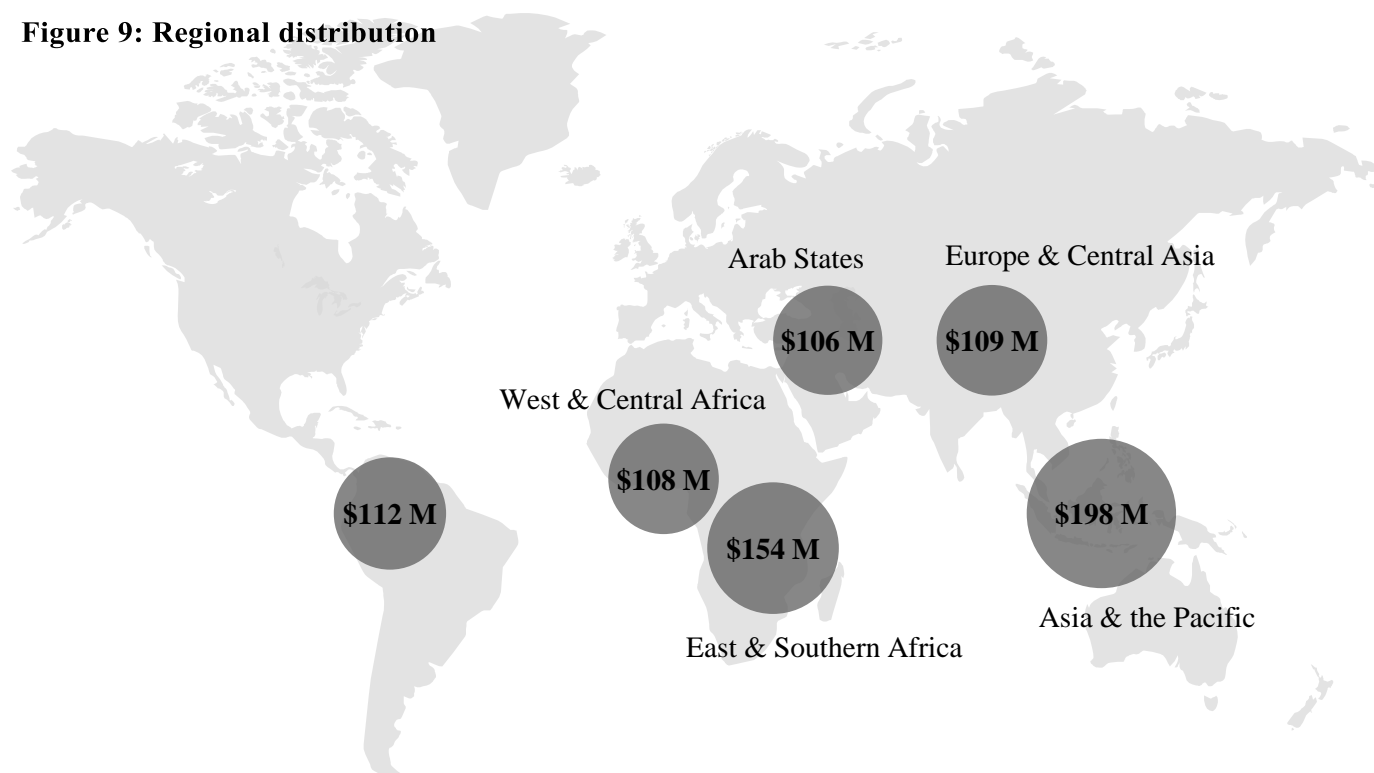 Figure 9: Regional distribution
Arab States
Europe & Central Asia
$106 M
$109 M
West & Central Africa
$108 M
$112 M
$198 M
$154 M
Asia & the Pacific
East & Southern Africa